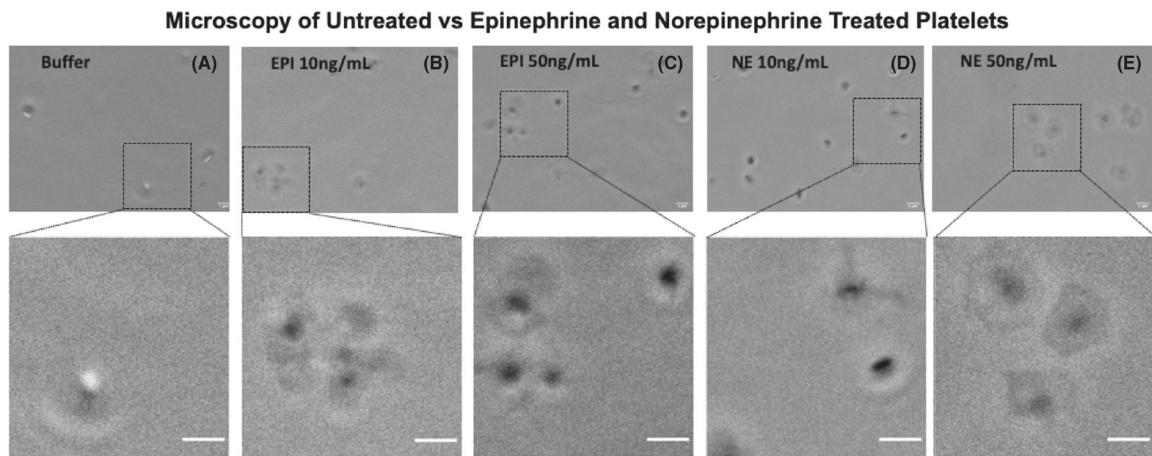 Microscopy of Untreated vs Epinephrine and Norepinephrine Treated Platelets
Buffer (A)
EPI 10ng/mL (B)
EPI 50ng/mL (C)
NE 10ng/mL (D)
NE 50ng/mL (E)